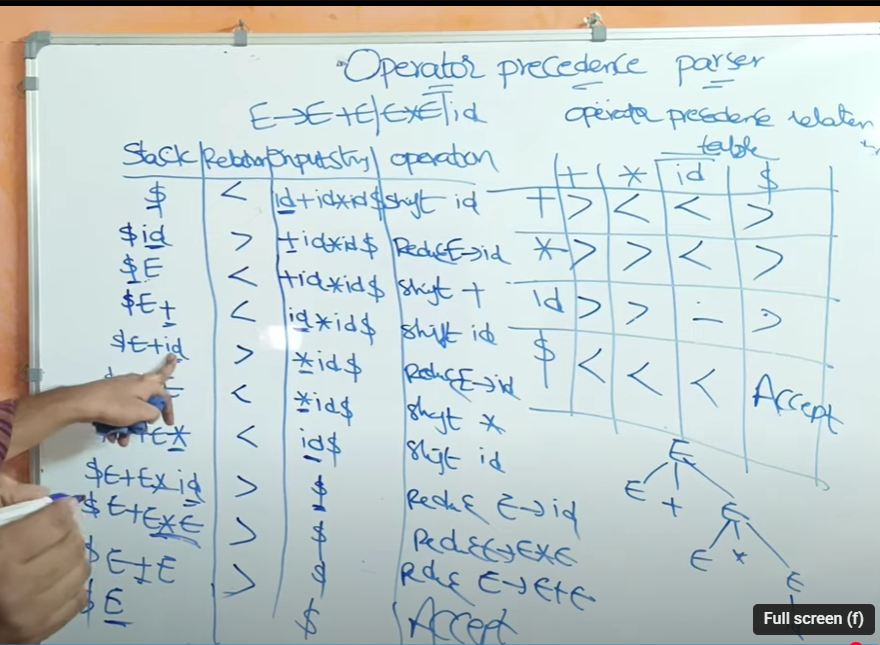 Operator precedence parser
E→E+E|E*E|id
operator precedence relation
table
Stack Relation Input String operation
+ * id $
$ < id+id*id$ shift id
+ > < < >
$id > +id*id$ Reduce E→id
* > > < >
$E < +id*id$ shift +
$E+ < id*id$ shift id
id > > – >
$E+id > *id$ Reduce E→id
$ < < < Accept
< *id$ shift *
+E* < id$ shift id
$E+E*id > $ Reduce E→id
$E+E*E > $ Reduce E→E*E
$E+E > $ Reduce E→E+E
$E $ Accept
E
E + E
E * E
Full screen (f)